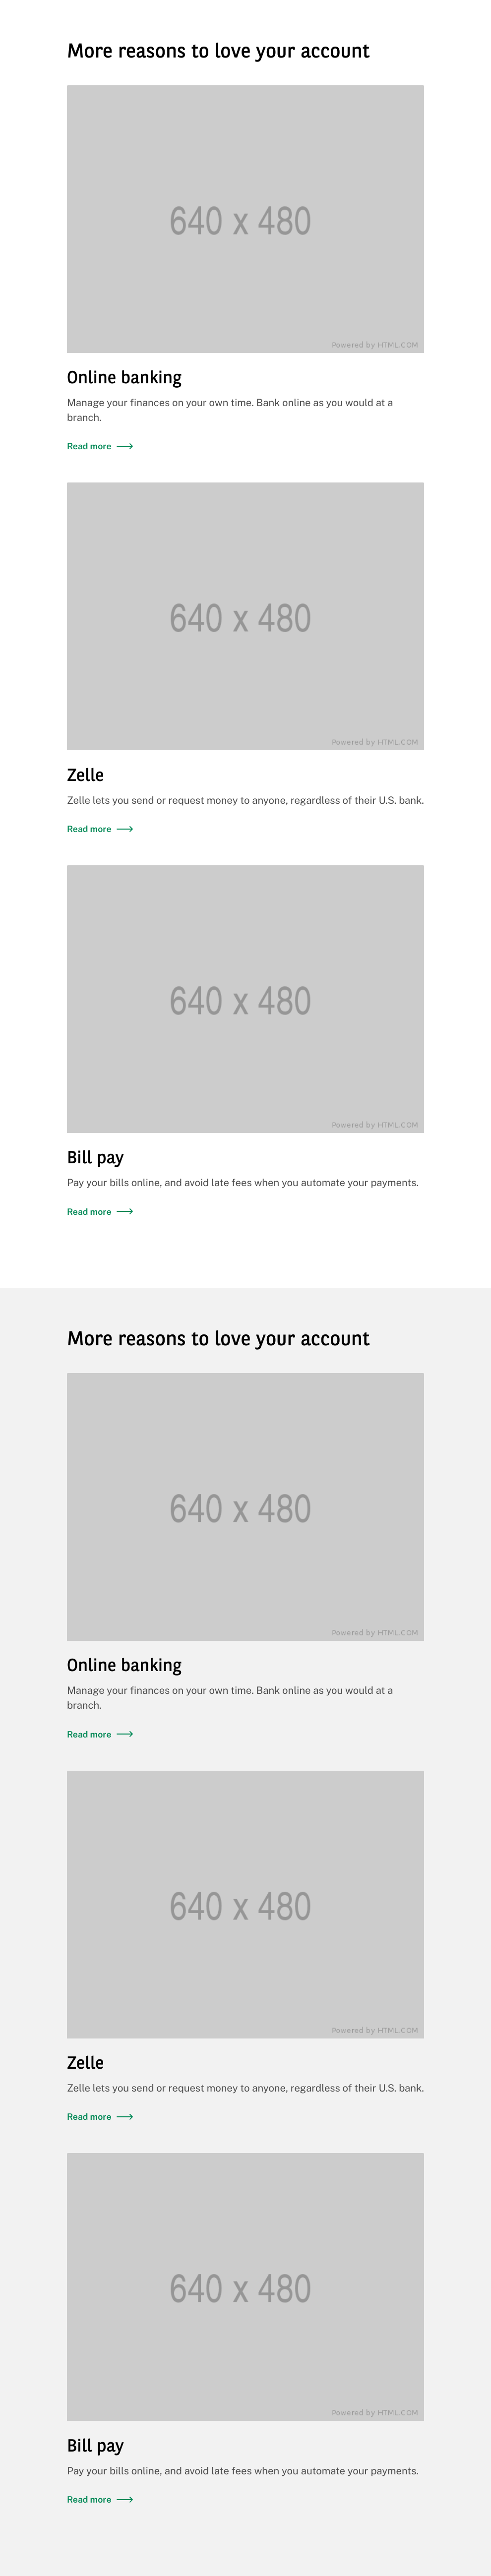 More reasons to love your account
640 x 480
Powered by HTML.COM
Online banking
Manage your finances on your own time. Bank online as you would at a
branch.
Read more
640 x 480
Powered by HTML.COM
Zelle
Zelle lets you send or request money to anyone, regardless of their U.S. bank.
Read more
640 x 480
Powered by HTML.COM
Bill pay
Pay your bills online, and avoid late fees when you automate your payments.
Read more
More reasons to love your account
640 x 480
Powered by HTML.COM
Online banking
Manage your finances on your own time. Bank online as you would at a
branch.
Read more
640 x 480
Powered by HTML.COM
Zelle
Zelle lets you send or request money to anyone, regardless of their U.S. bank.
Read more
640 x 480
Powered by HTML.COM
Bill pay
Pay your bills online, and avoid late fees when you automate your payments.
Read more